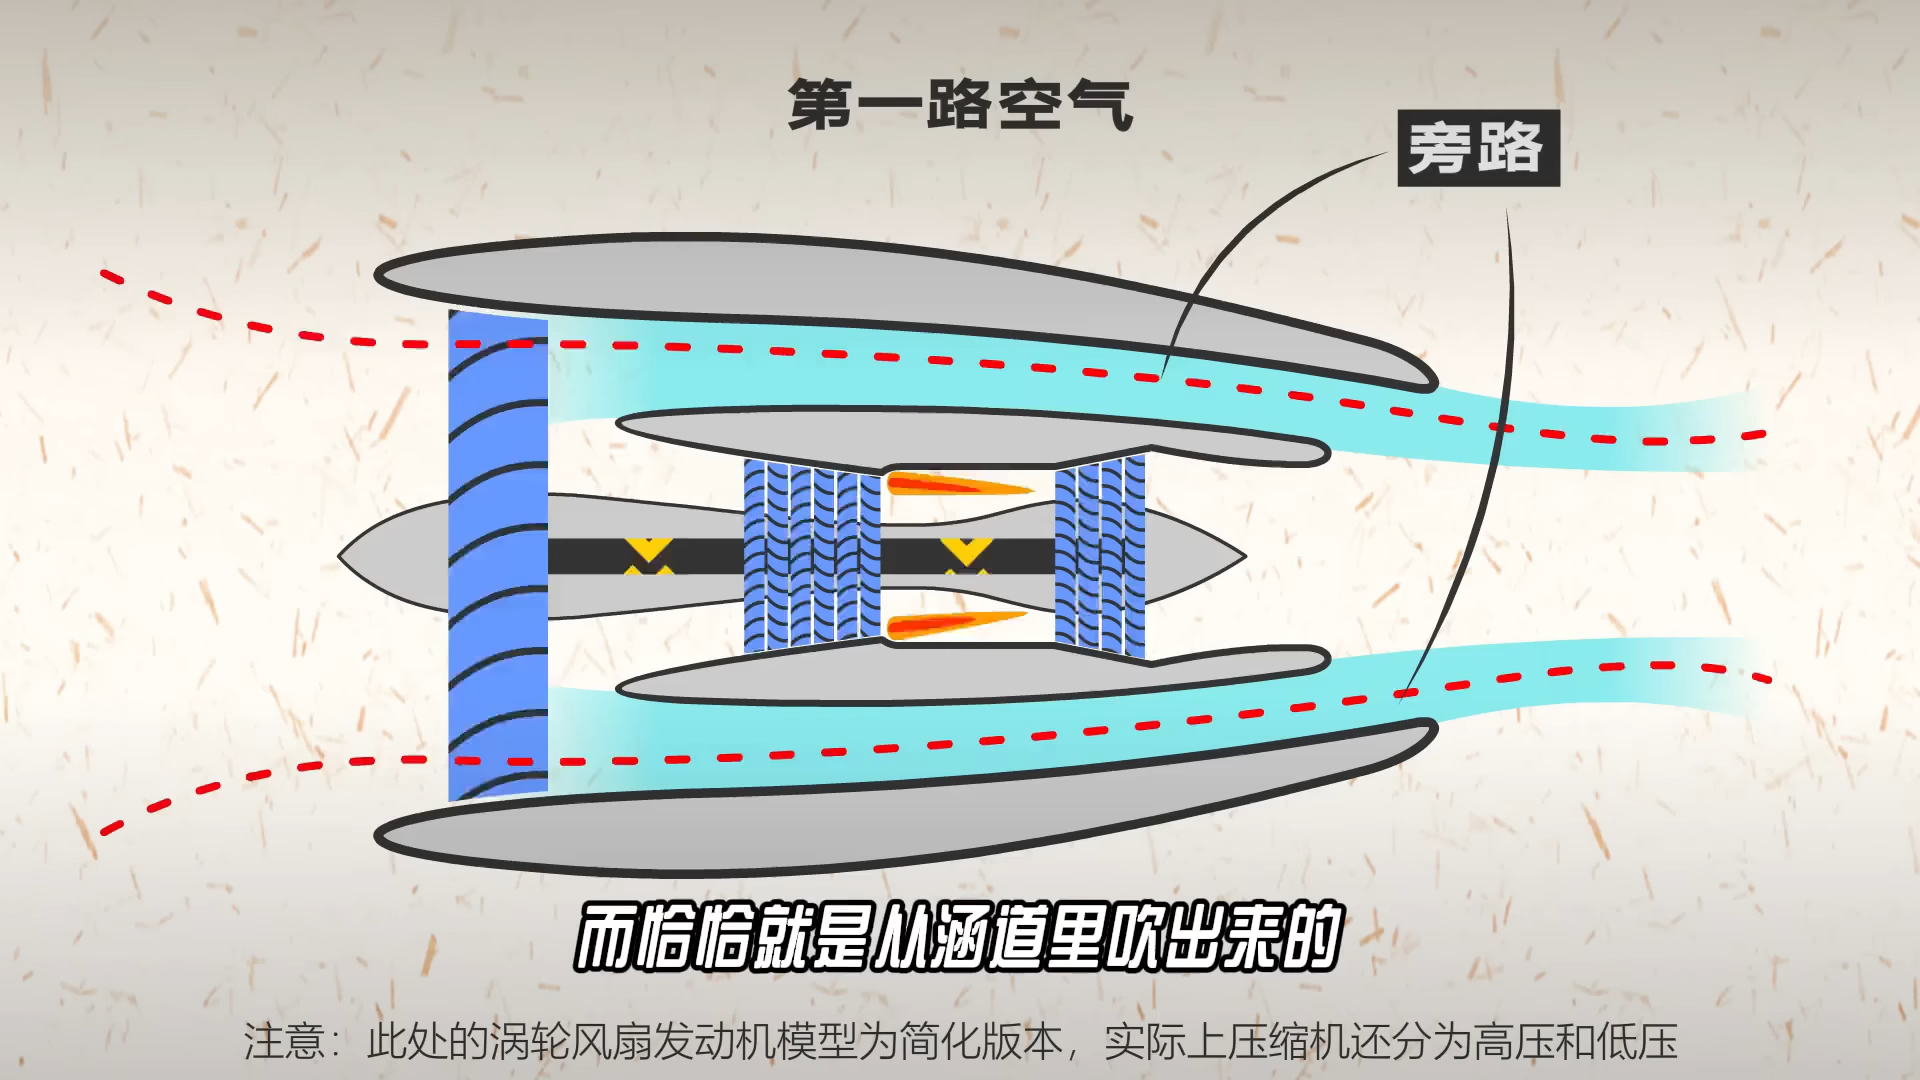 第一路空气
旁路
而恰恰就是从涵道里吹出来的
注意：此处的涡轮风扇发动机模型为简化版本，实际上压缩机还分为高压和低压